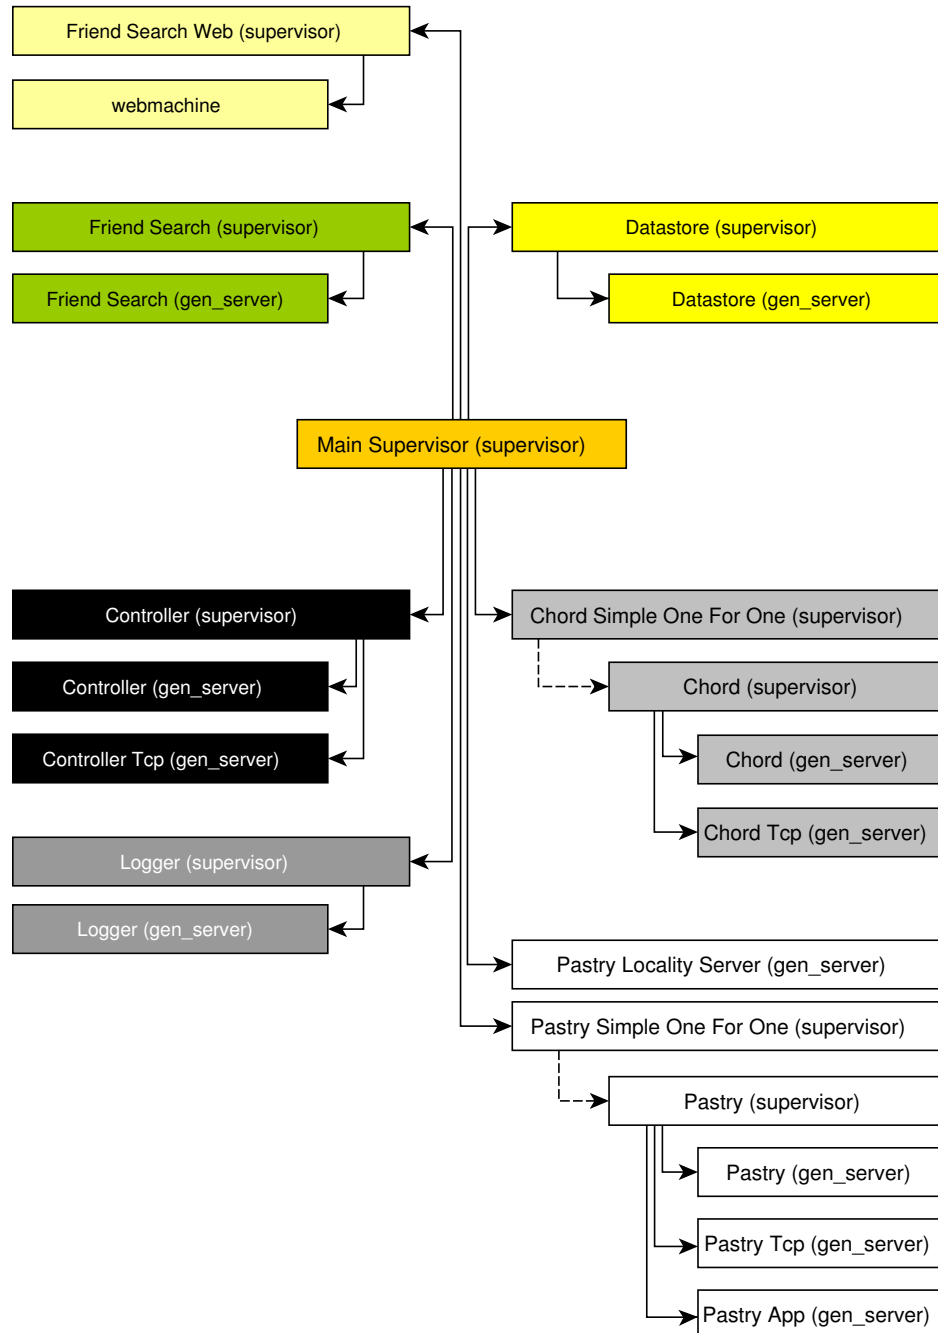 Friend Search Web (supervisor)
webmachine
Friend Search (supervisor)
Friend Search (gen_server)
Datastore (supervisor)
Datastore (gen_server)
Main Supervisor (supervisor)
Controller (supervisor)
Controller (gen_server)
Controller Tcp (gen_server)
Logger (supervisor)
Logger (gen_server)
Chord Simple One For One (supervisor)
Chord (supervisor)
Chord (gen_server)
Chord Tcp (gen_server)
Pastry Locality Server (gen_server)
Pastry Simple One For One (supervisor)
Pastry (supervisor)
Pastry (gen_server)
Pastry Tcp (gen_server)
Pastry App (gen_server)